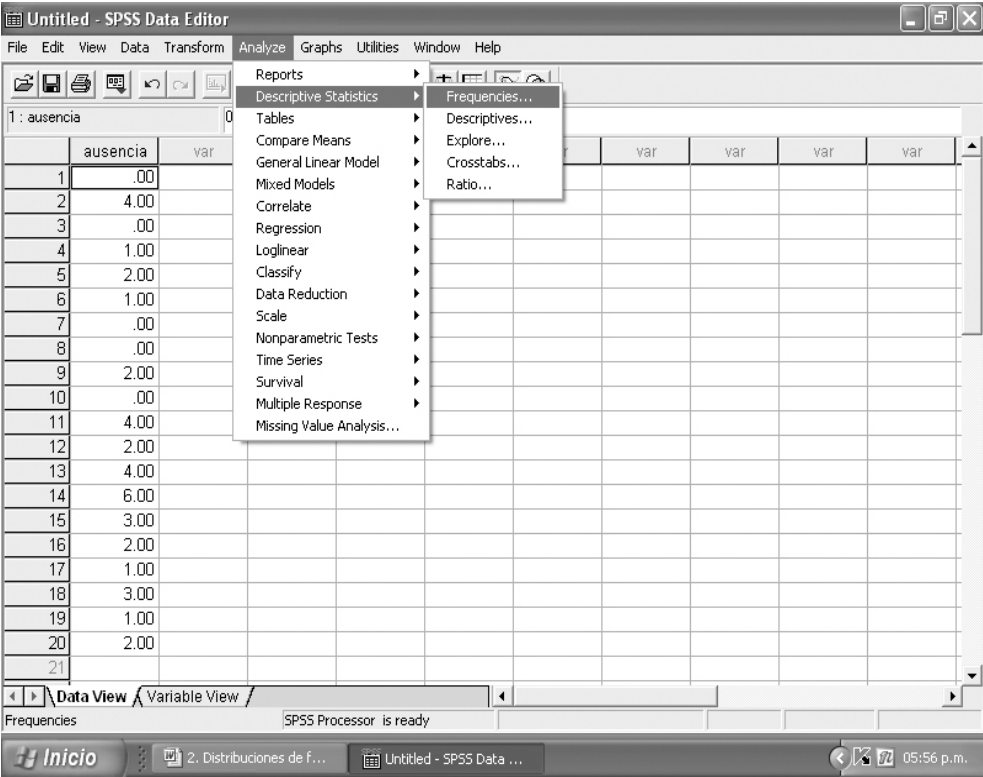 Untitled - SPSS Data Editor
File Edit View Data Transform Analyze Graphs Utilities Window Help
1 : ausencia 0
Reports
Descriptive Statistics
Tables
Compare Means
General Linear Model
Mixed Models
Correlate
Regression
Loglinear
Classify
Data Reduction
Scale
Nonparametric Tests
Time Series
Survival
Multiple Response
Missing Value Analysis...
Frequencies...
Descriptives...
Explore...
Crosstabs...
Ratio...
ausencia var var var var var
1 .00
2 4.00
3 .00
4 1.00
5 2.00
6 1.00
7 .00
8 .00
9 2.00
10 .00
11 4.00
12 2.00
13 4.00
14 6.00
15 3.00
16 2.00
17 1.00
18 3.00
19 1.00
20 2.00
21
Data View Variable View
Frequencies SPSS Processor is ready
Inicio 2. Distribuciones de f... Untitled - SPSS Data ... 05:56 p.m.